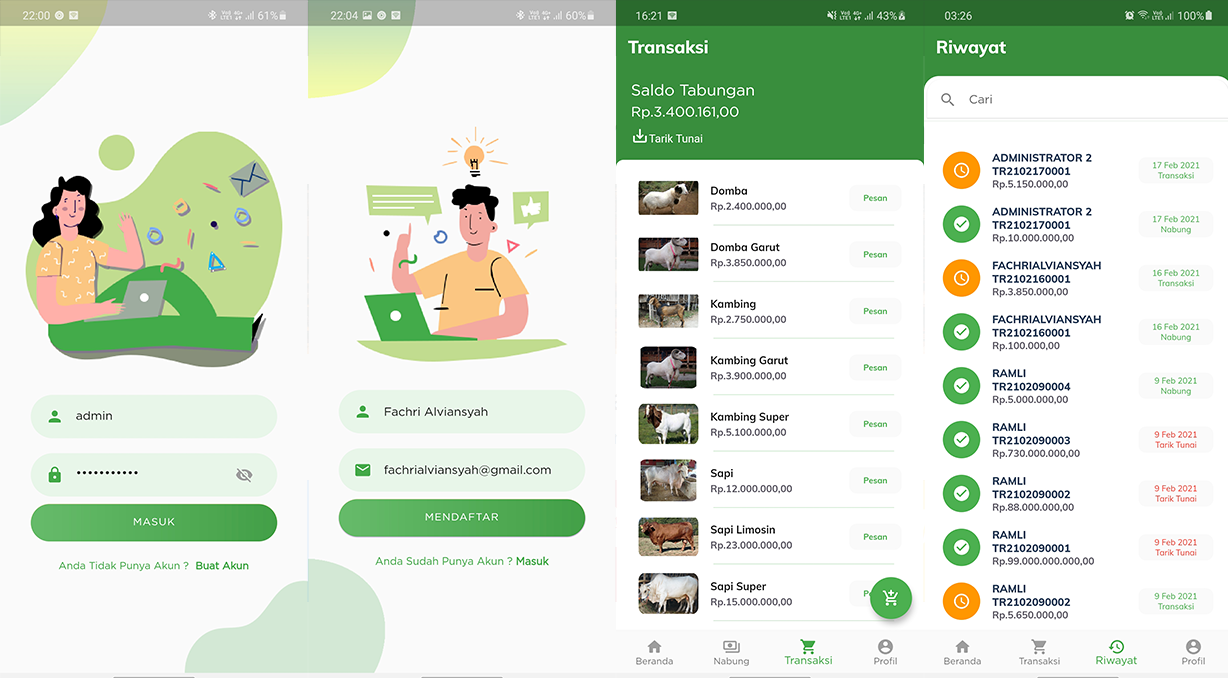 22:00
61%
admin
•••••••••••
MASUK
Anda Tidak Punya Akun ? Buat Akun
22:04
60%
Fachri Alviansyah
fachrialviansyah@gmail.com
MENDAFTAR
Anda Sudah Punya Akun ? Masuk
16:21
43%
Transaksi
Saldo Tabungan
Rp.3.400.161,00
Tarik Tunai
Domba
Rp.2.400.000,00
Pesan
Domba Garut
Rp.3.850.000,00
Pesan
Kambing
Rp.2.750.000,00
Pesan
Kambing Garut
Rp.3.900.000,00
Pesan
Kambing Super
Rp.5.100.000,00
Pesan
Sapi
Rp.12.000.000,00
Pesan
Sapi Limosin
Rp.23.000.000,00
Pesan
Sapi Super
Rp.15.000.000,00
Beranda
Nabung
Transaksi
Profil
03:26
100%
Riwayat
Cari
ADMINISTRATOR 2
TR2102170001
Rp.5.150.000,00
17 Feb 2021
Transaksi
ADMINISTRATOR 2
TR2102170001
Rp.10.000.000,00
17 Feb 2021
Nabung
FACHRIALVIANSYAH
TR2102160001
Rp.3.850.000,00
16 Feb 2021
Transaksi
FACHRIALVIANSYAH
TR2102160001
Rp.100.000,00
16 Feb 2021
Nabung
RAMLI
TR2102090004
Rp.5.000.000,00
9 Feb 2021
Nabung
RAMLI
TR2102090003
Rp.730.000.000,00
9 Feb 2021
Tarik Tunai
RAMLI
TR2102090002
Rp.88.000.000,00
9 Feb 2021
Tarik Tunai
RAMLI
TR2102090001
Rp.99.000.000.000,00
9 Feb 2021
Tarik Tunai
RAMLI
TR2102090002
Rp.5.650.000,00
9 Feb 2021
Transaksi
Beranda
Transaksi
Riwayat
Profil